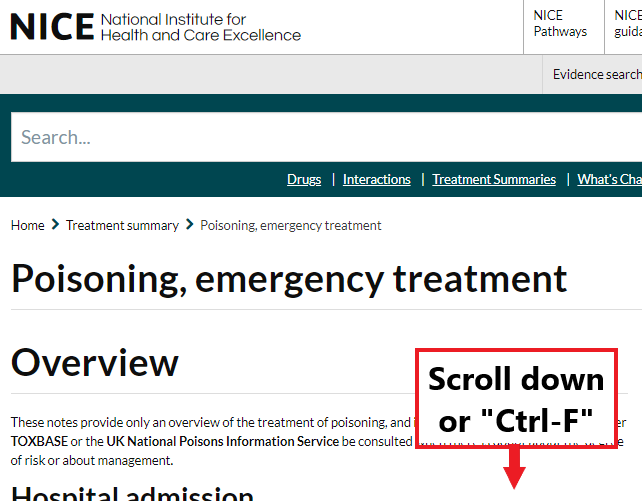 NICE National Institute for
Health and Care Excellence
NICE
Pathways
NICE
guida
Evidence search
Search...
Drugs | Interactions | Treatment Summaries | What's Cha
Home > Treatment summary > Poisoning, emergency treatment
Poisoning, emergency treatment
Overview
Scroll down
or "Ctrl-F"
These notes provide only an overview of the treatment of poisoning, and i
TOXBASE or the UK National Poisons Information Service be consulted
of risk or about management.
Hospital admission